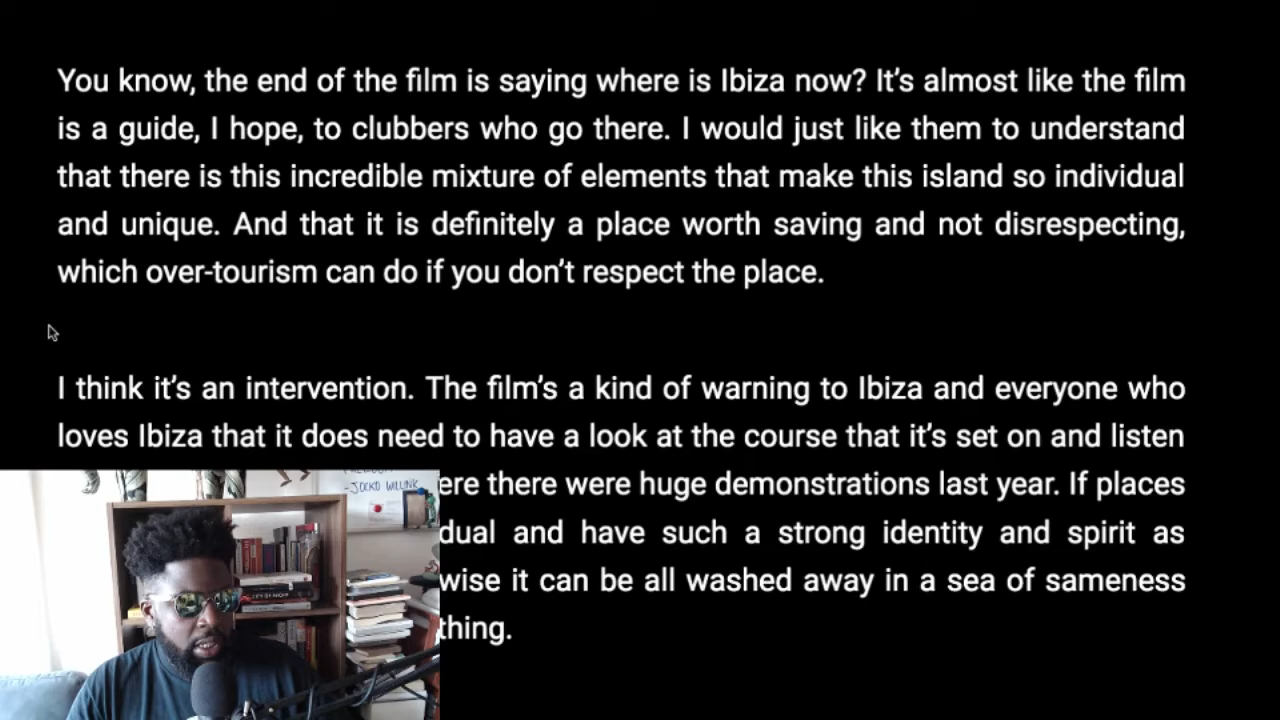 You know, the end of the film is saying where is Ibiza now? It’s almost like the film
is a guide, I hope, to clubbers who go there. I would just like them to understand
that there is this incredible mixture of elements that make this island so individual
and unique. And that it is definitely a place worth saving and not disrespecting,
which over-tourism can do if you don’t respect the place.
I think it’s an intervention. The film’s a kind of warning to Ibiza and everyone who
loves Ibiza that it does need to have a look at the course that it’s set on and listen
ere there were huge demonstrations last year. If places
dual and have such a strong identity and spirit as
wise it can be all washed away in a sea of sameness
thing.
-JOCKO WILLINK